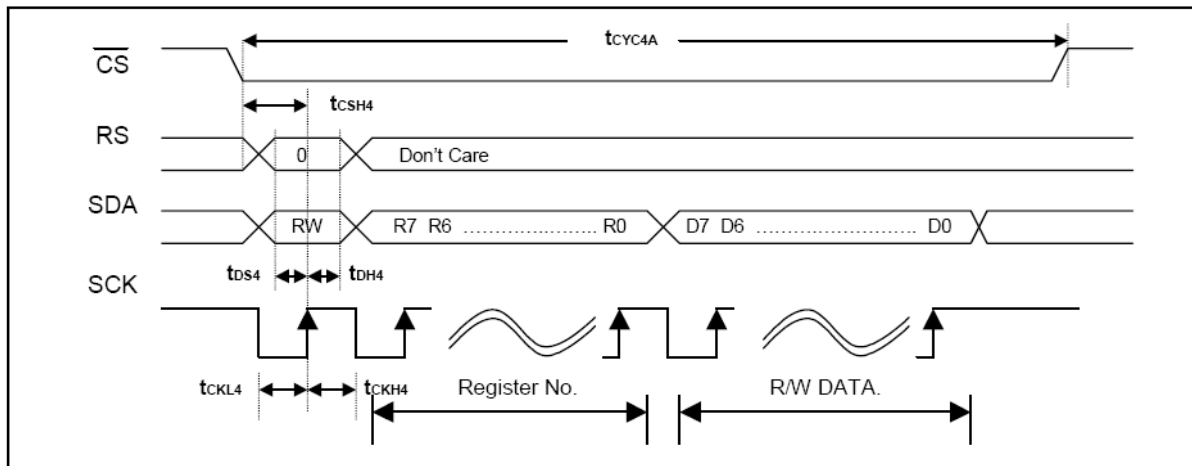 tCYC4A
CS
tCSH4
RS
0
Don't Care
SDA
RW
R7 R6 ........................ R0
D7 D6 ............................ D0
tDS4
tDH4
SCK
tCKL4
tCKH4
Register No.
R/W DATA.